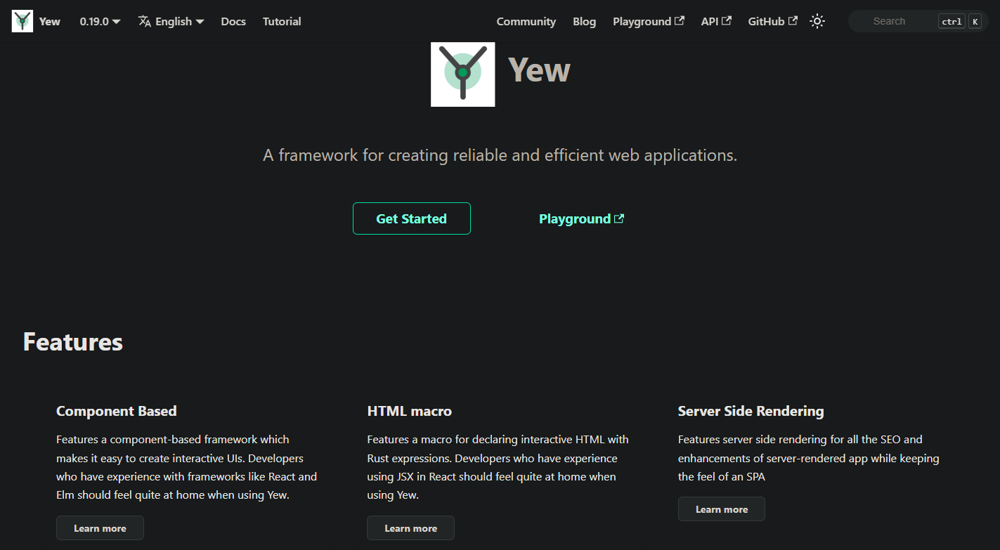 Yew 0.19.0 English Docs Tutorial Community Blog Playground API GitHub Search ctrl K
Yew
A framework for creating reliable and efficient web applications.
Get Started Playground
Features
Component Based
Features a component-based framework which
makes it easy to create interactive UIs. Developers
who have experience with frameworks like React and
Elm should feel quite at home when using Yew.
Learn more
HTML macro
Features a macro for declaring interactive HTML with
Rust expressions. Developers who have experience
using JSX in React should feel quite at home when
using Yew.
Learn more
Server Side Rendering
Features server side rendering for all the SEO and
enhancements of server-rendered app while keeping
the feel of an SPA
Learn more